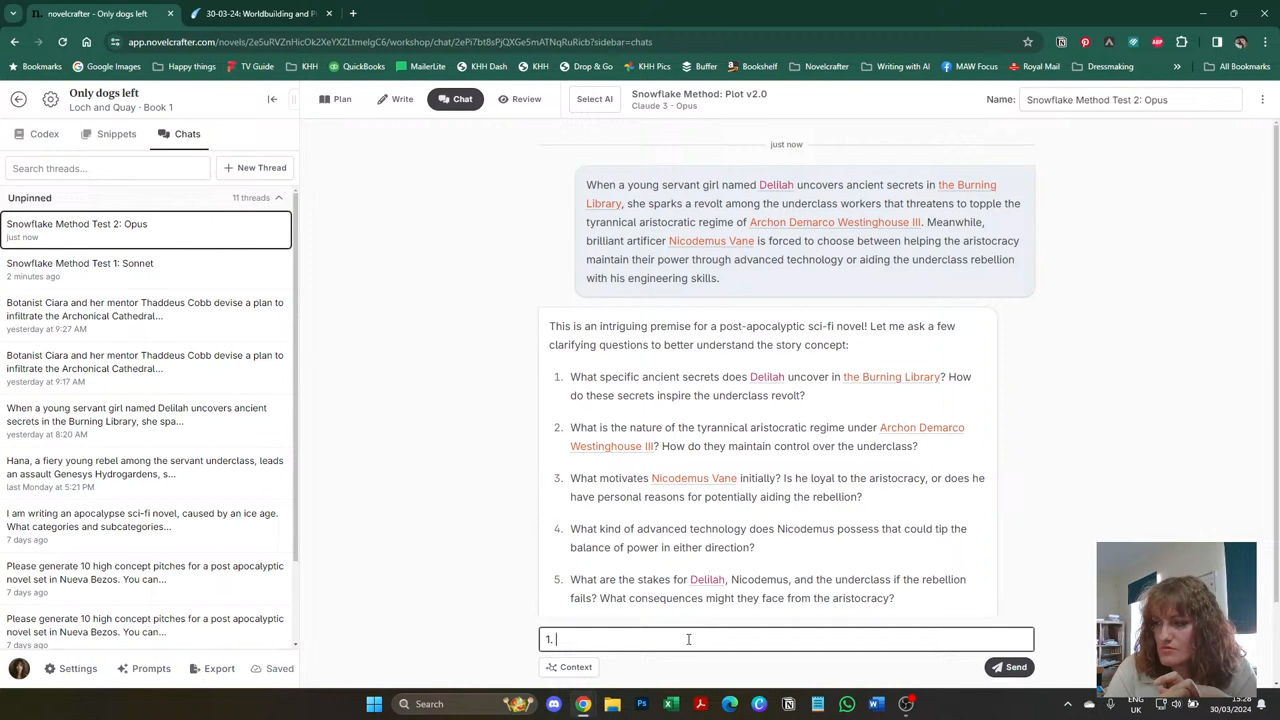 novelcrafter - Only dogs left
30-03-24: Worldbuilding and P
app.novelcrafter.com/novels/2e5uRVZnHicOk2XeYXZLtmelgC6/workshop/chat/2ePi7bt8sPjQXGe5mATNqRuRicb?sidebar=chats
Bookmarks
Google Images
Happy things
TV Guide
KHH
QuickBooks
MailerLite
KHH Dash
Drop & Go
KHH Pics
Buffer
Bookshelf
Novelcrafter
Writing with AI
MAW Focus
Royal Mail
Dressmaking
»
All Bookmarks
Only dogs left
Loch and Quay - Book 1
Plan
Write
Chat
Review
Select AI
Snowflake Method: Plot v2.0
Claude 3 - Opus
Name:
Snowflake Method Test 2: Opus
Codex
Snippets
Chats
Search threads...
+ New Thread
Unpinned
11 threads
Snowflake Method Test 2: Opus
just now
Snowflake Method Test 1: Sonnet
2 minutes ago
Botanist Ciara and her mentor Thaddeus Cobb devise a plan to
infiltrate the Archonical Cathedral...
yesterday at 9:27 AM
Botanist Ciara and her mentor Thaddeus Cobb devise a plan to
infiltrate the Archonical Cathedral...
yesterday at 9:17 AM
When a young servant girl named Delilah uncovers ancient
secrets in the Burning Library, she spa...
yesterday at 8:20 AM
Hana, a fiery young rebel among the servant underclass, leads
an assault Genesys Hydrogardens, s...
last Monday at 5:21 PM
I am writing an apocalypse sci-fi novel, caused by an ice age.
What categories and subcategories...
7 days ago
Please generate 10 high concept pitches for a post apocalyptic
novel set in Nueva Bezos. You can...
7 days ago
Please generate 10 high concept pitches for a post apocalyptic
novel set in Nueva Bezos. You can...
7 days ago
Settings
Prompts
Export
Saved
just now
When a young servant girl named Delilah uncovers ancient secrets in the Burning
Library, she sparks a revolt among the underclass workers that threatens to topple the
tyrannical aristocratic regime of Archon Demarco Westinghouse III. Meanwhile,
brilliant artificer Nicodemus Vane is forced to choose between helping the aristocracy
maintain their power through advanced technology or aiding the underclass rebellion
with his engineering skills.
This is an intriguing premise for a post-apocalyptic sci-fi novel! Let me ask a few
clarifying questions to better understand the story concept:
1. What specific ancient secrets does Delilah uncover in the Burning Library? How
do these secrets inspire the underclass revolt?
2. What is the nature of the tyrannical aristocratic regime under Archon Demarco
Westinghouse III? How do they maintain control over the underclass?
3. What motivates Nicodemus Vane initially? Is he loyal to the aristocracy, or does he
have personal reasons for potentially aiding the rebellion?
4. What kind of advanced technology does Nicodemus possess that could tip the
balance of power in either direction?
5. What are the stakes for Delilah, Nicodemus, and the underclass if the rebellion
fails? What consequences might they face from the aristocracy?
1.
Context
Send
Search
ENG
UK
15:28
30/03/2024